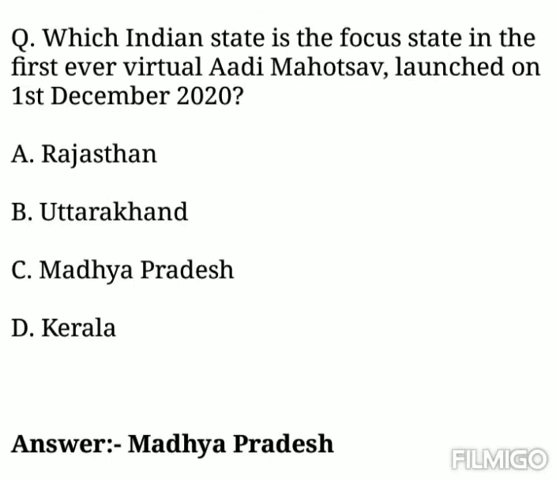 Q. Which Indian state is the focus state in the
first ever virtual Aadi Mahotsav, launched on
1st December 2020?
A. Rajasthan
B. Uttarakhand
C. Madhya Pradesh
D. Kerala
Answer:- Madhya Pradesh
FILMIGO